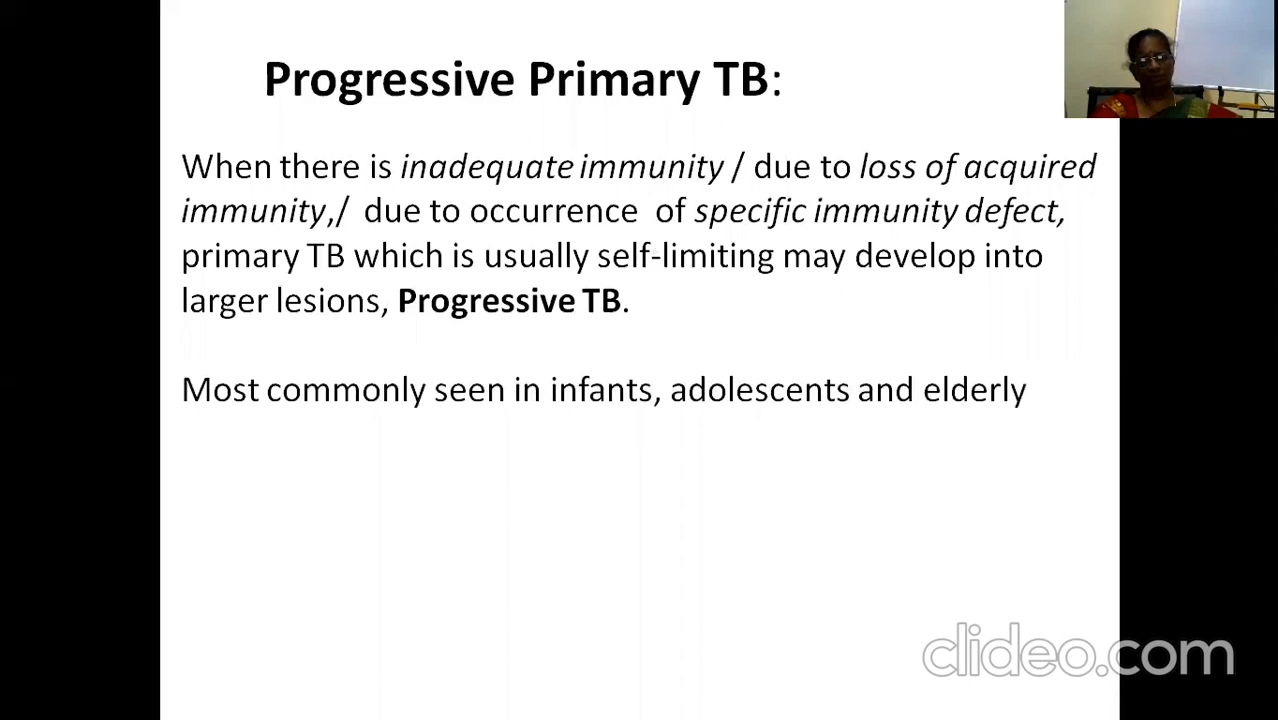 Progressive Primary TB:
When there is inadequate immunity / due to loss of acquired
immunity,/ due to occurrence of specific immunity defect,
primary TB which is usually self-limiting may develop into
larger lesions, Progressive TB.
Most commonly seen in infants, adolescents and elderly
clideo.com